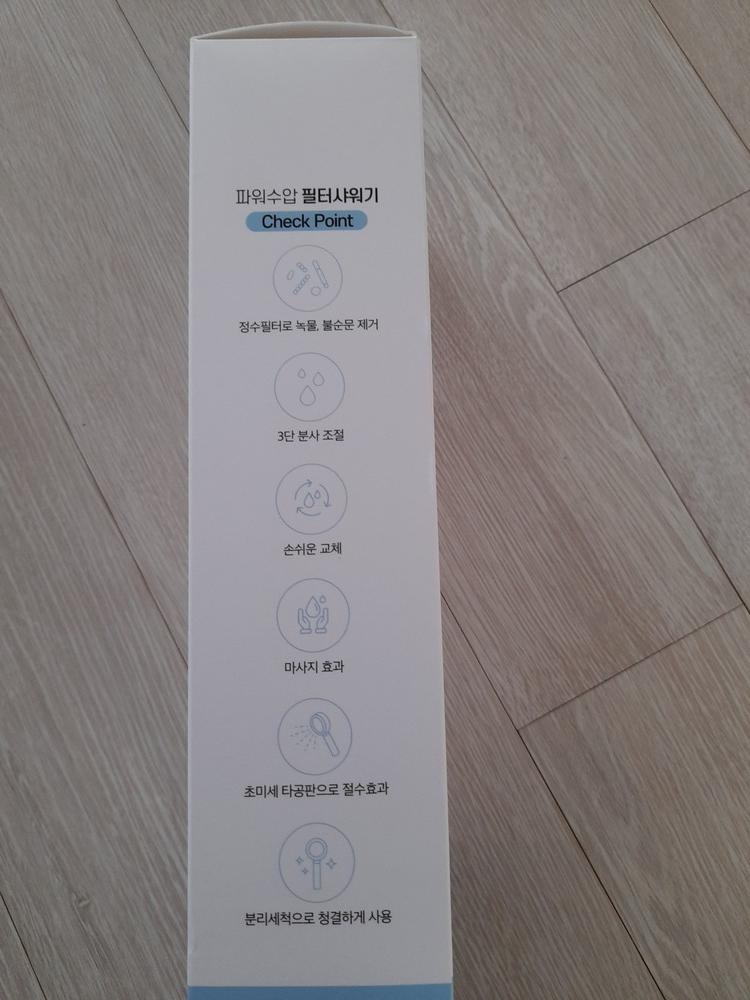 파워수압 필터샤워기
Check Point
정수필터로 녹물, 불순문 제거
3단 분사 조절
손쉬운 교체
마사지 효과
초미세 타공판으로 절수효과
분리세척으로 청결하게 사용